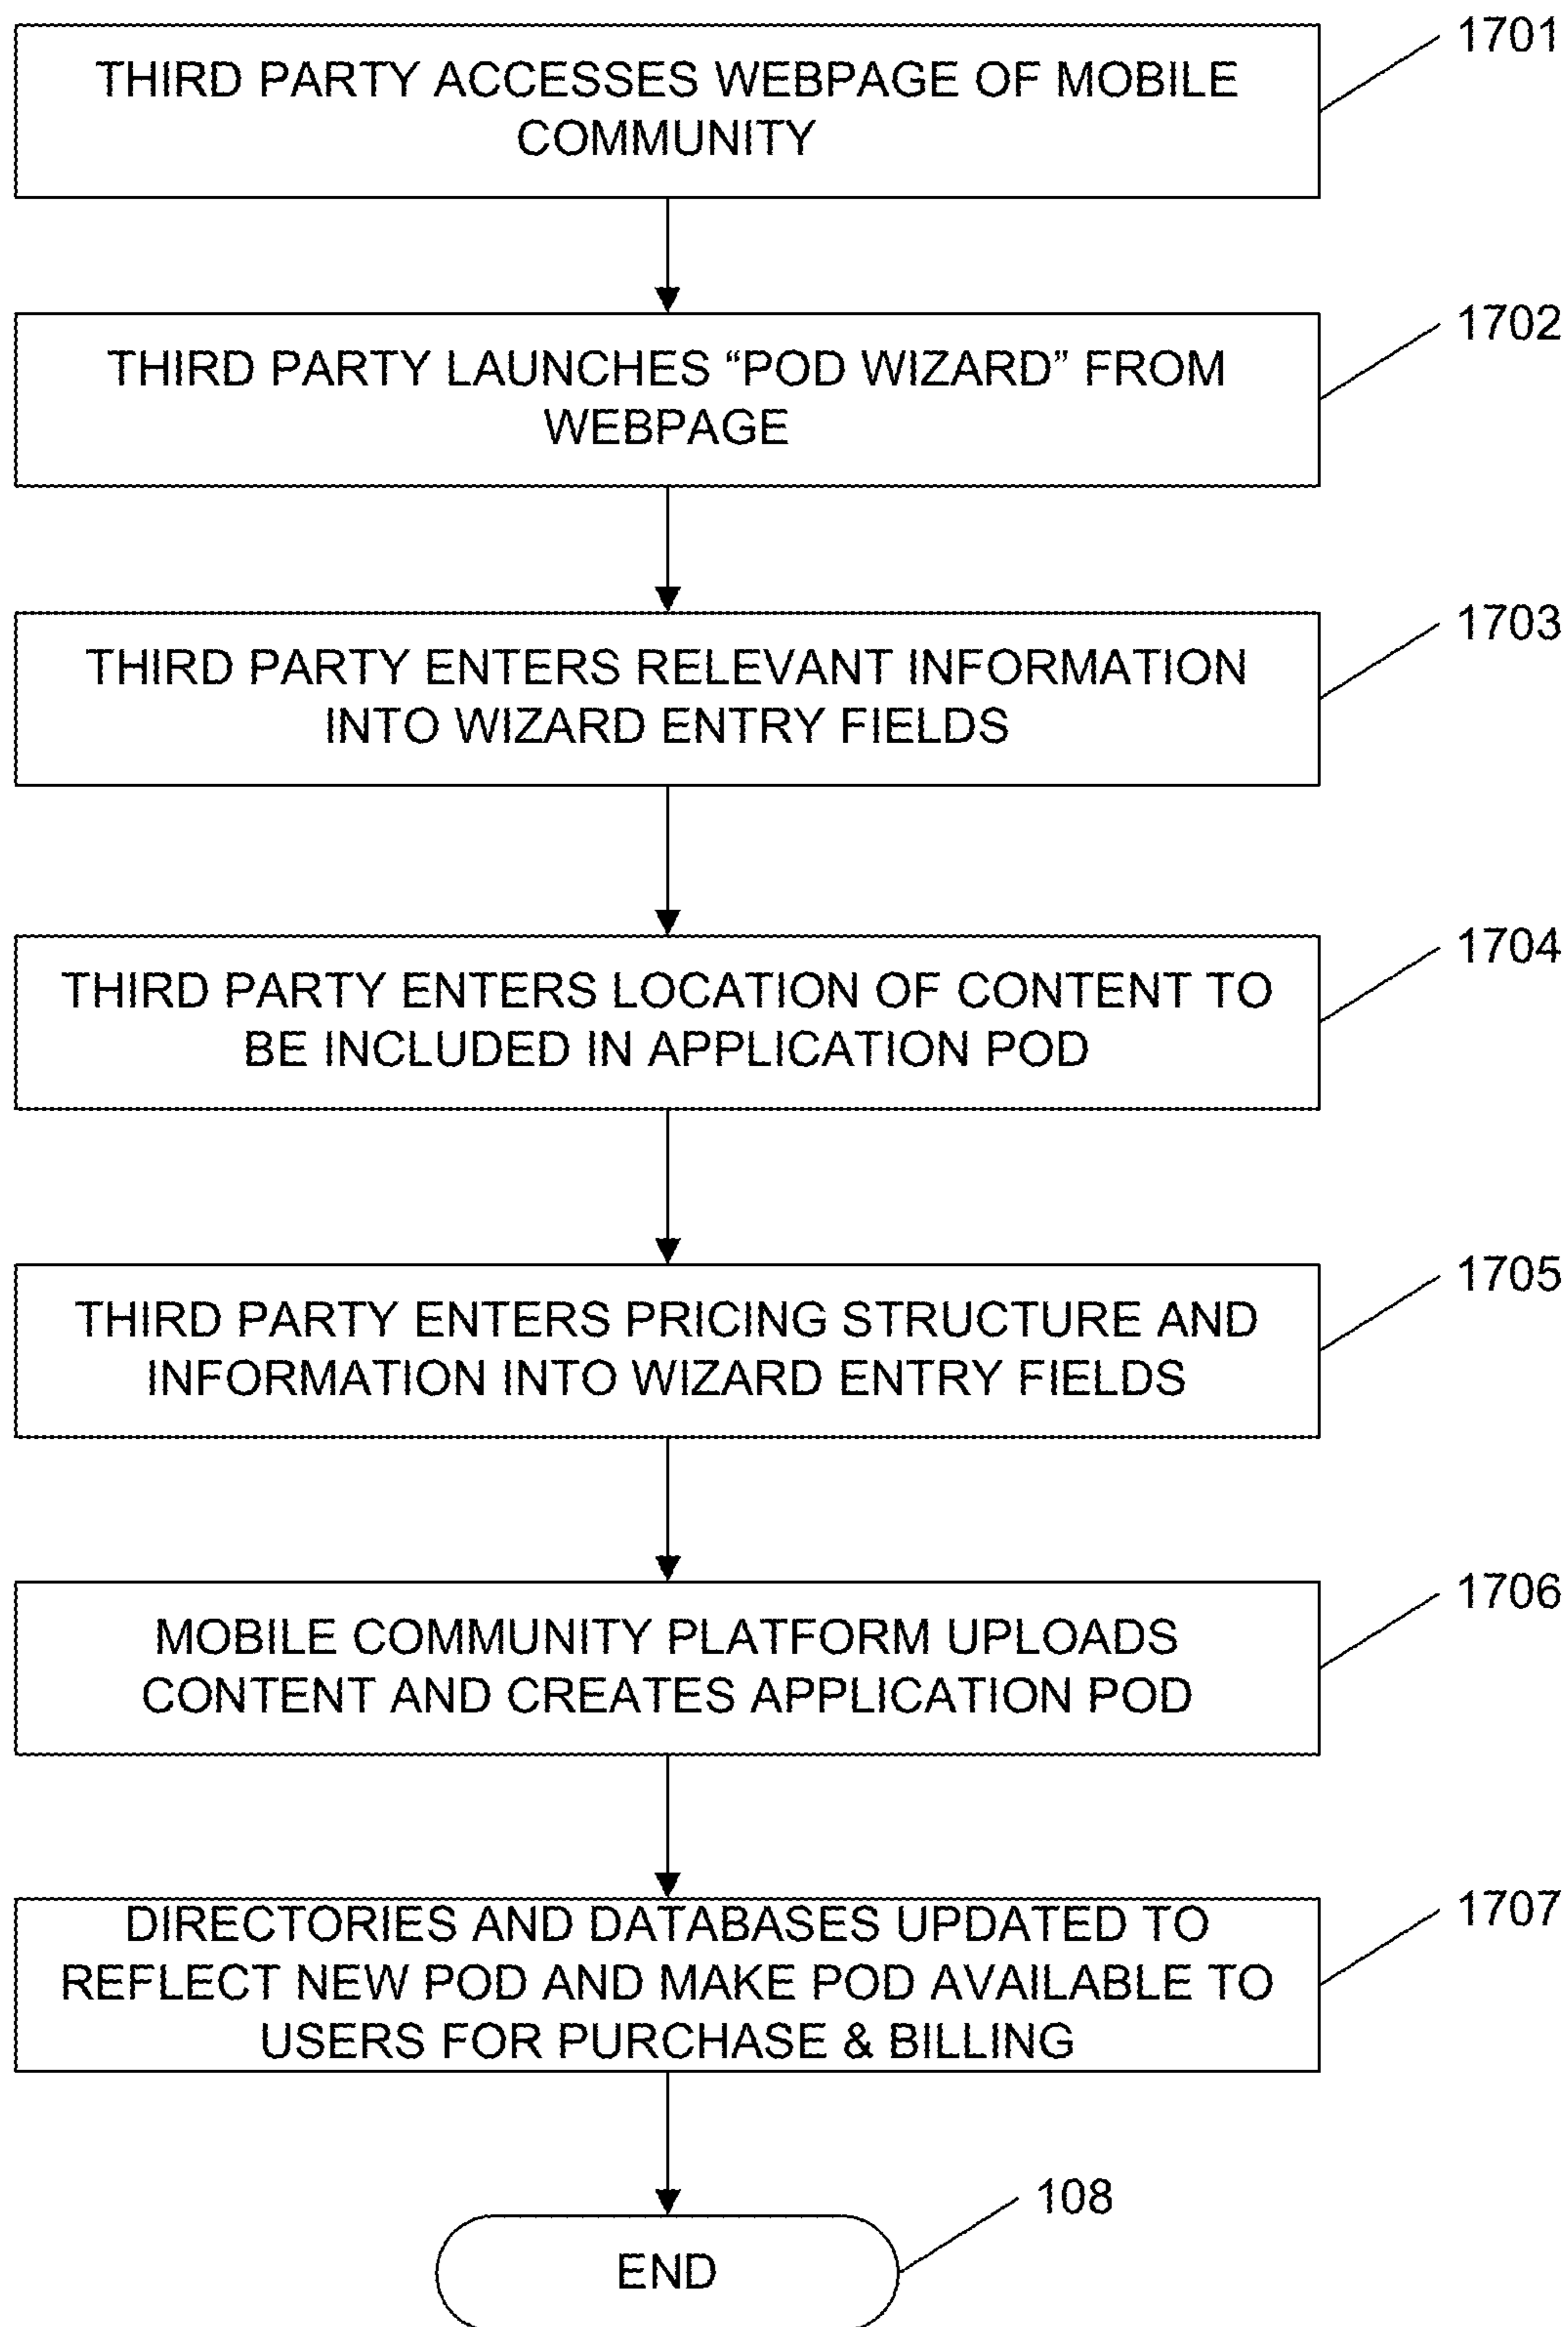 1701
THIRD PARTY ACCESSES WEBPAGE OF MOBILE
COMMUNITY
1702
THIRD PARTY LAUNCHES “POD WIZARD” FROM
WEBPAGE
1703
THIRD PARTY ENTERS RELEVANT INFORMATION
INTO WIZARD ENTRY FIELDS
1704
THIRD PARTY ENTERS LOCATION OF CONTENT TO
BE INCLUDED IN APPLICATION POD
1705
THIRD PARTY ENTERS PRICING STRUCTURE AND
INFORMATION INTO WIZARD ENTRY FIELDS
1706
MOBILE COMMUNITY PLATFORM UPLOADS
CONTENT AND CREATES APPLICATION POD
1707
DIRECTORIES AND DATABASES UPDATED TO
REFLECT NEW POD AND MAKE POD AVAILABLE TO
USERS FOR PURCHASE & BILLING
108
END